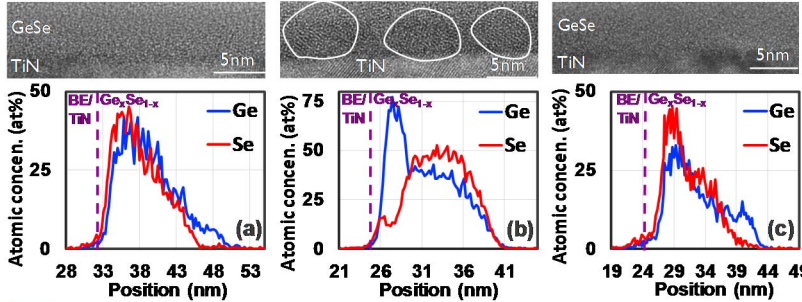 GeSe
TiN
5nm
TiN
5nm
GeSe
TiN
5nm
Atomic concen. (at%)
50
25
0
BE/
TiN
GexSe1-x
Ge
Se
(a)
28 33 38 43 48 53
Position (nm)
Atomic concen. (at%)
75
50
25
0
BE/
TiN
GexSe1-x
Ge
Se
(b)
21 26 31 36 41
Position (nm)
Atomic concen. (at%)
50
25
0
BE/
TiN
GexSe1-x
Ge
Se
(c)
19 24 29 34 39 44 49
Position (nm)